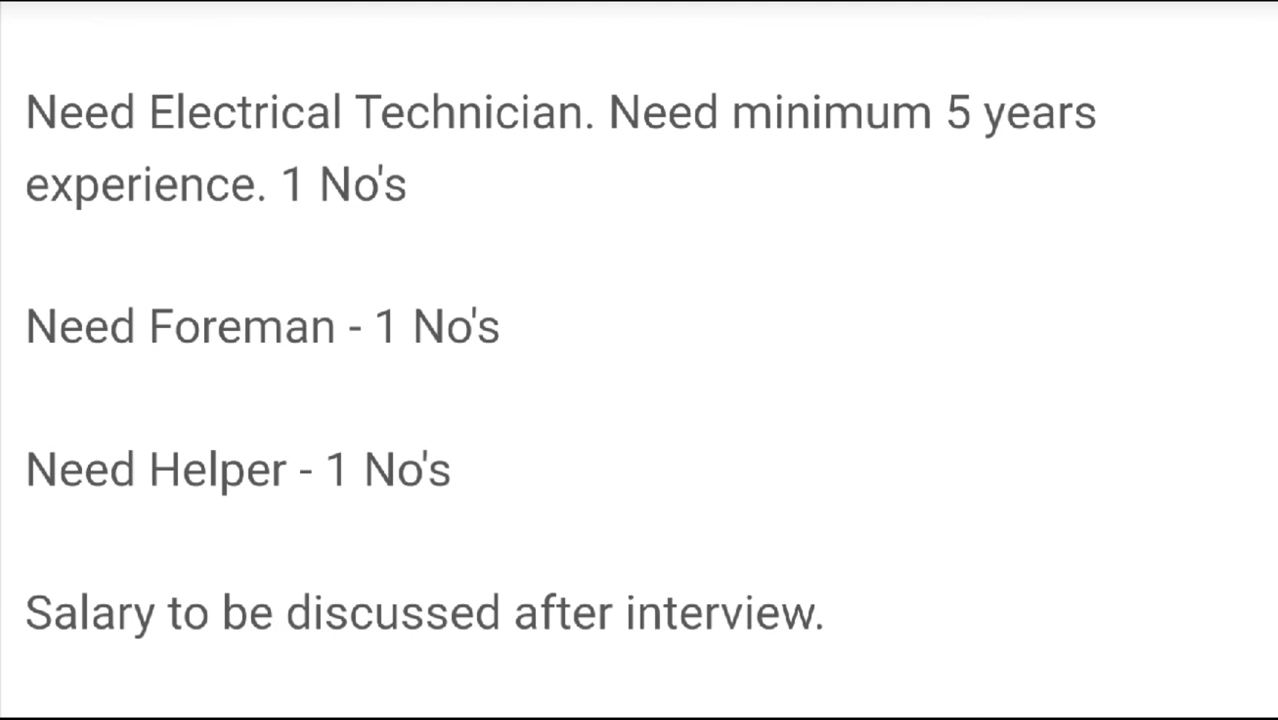 Need Electrical Technician. Need minimum 5 years
experience. 1 No's
Need Foreman - 1 No's
Need Helper - 1 No's
Salary to be discussed after interview.